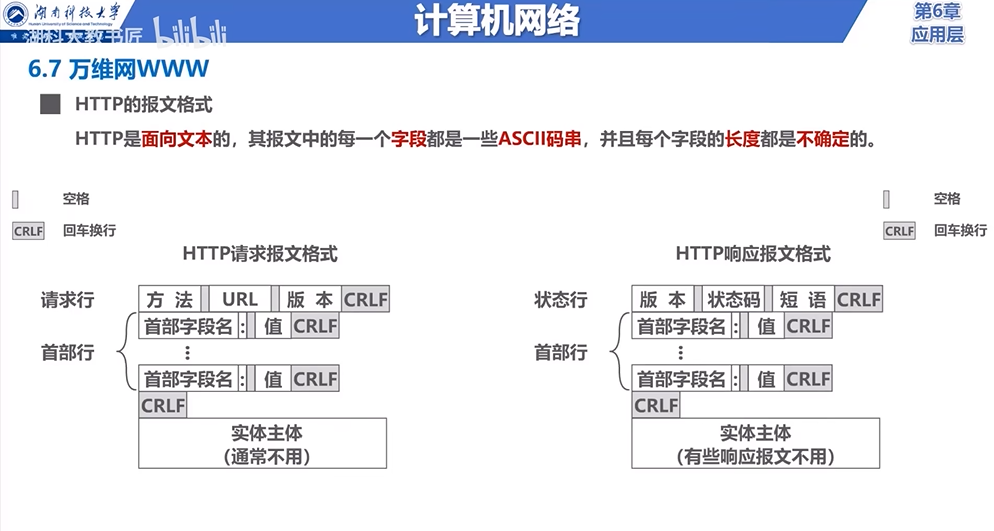 湖南科技大学
Hunan University of Science and Technology
湖科大教书匠 bilibili
计算机网络
第6章
应用层
6.7 万维网WWW
HTTP的报文格式
HTTP是面向文本的，其报文中的每一个字段都是一些ASCII码串，并且每个字段的长度都是不确定的。
空格
CRLF 回车换行
空格
CRLF 回车换行
HTTP请求报文格式
请求行 方 法 URL 版 本 CRLF
首部行
首部字段名 : 值 CRLF
⋮
首部字段名 : 值 CRLF
CRLF
实体主体
（通常不用）
HTTP响应报文格式
状态行 版 本 状态码 短 语 CRLF
首部行
首部字段名 : 值 CRLF
⋮
首部字段名 : 值 CRLF
CRLF
实体主体
（有些响应报文不用）